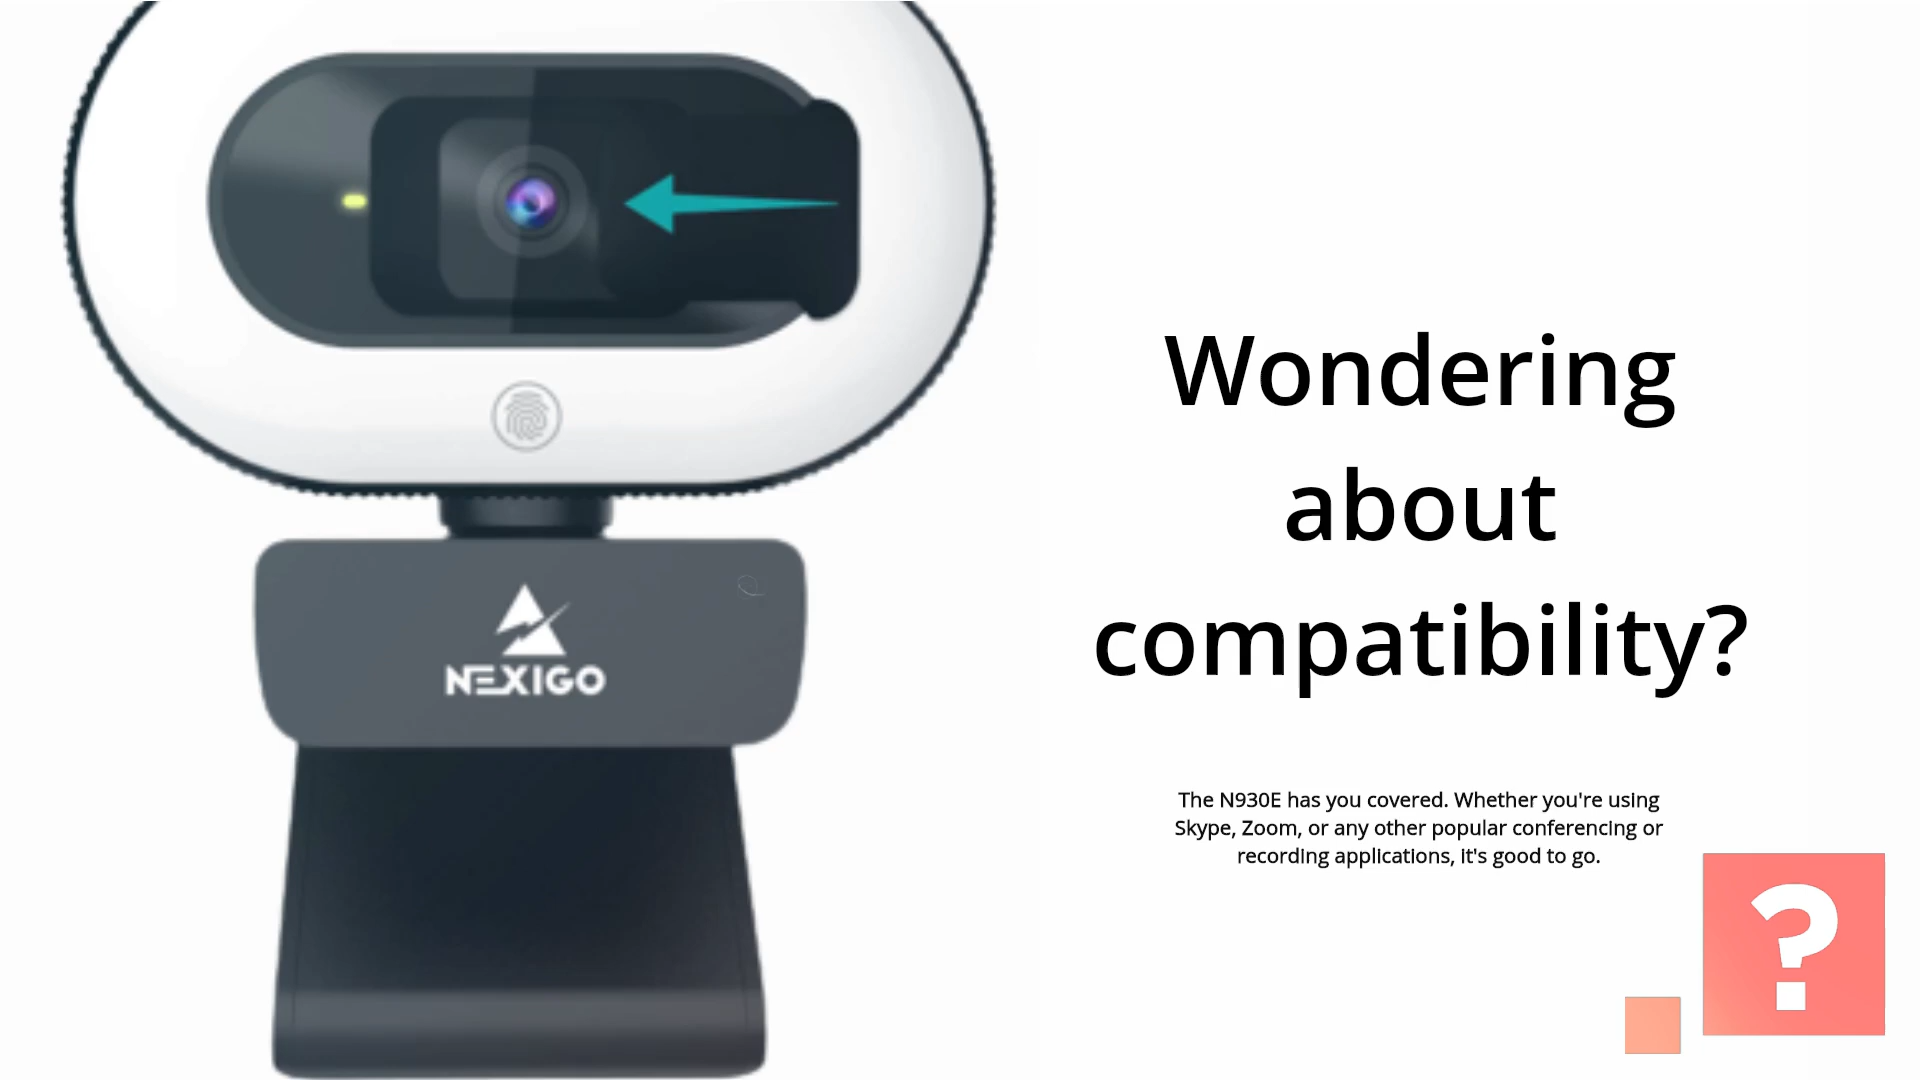 NEXIGO
Wondering
about
compatibility?
The N930E has you covered. Whether you're using
Skype, Zoom, or any other popular conferencing or
recording applications, it's good to go.
?